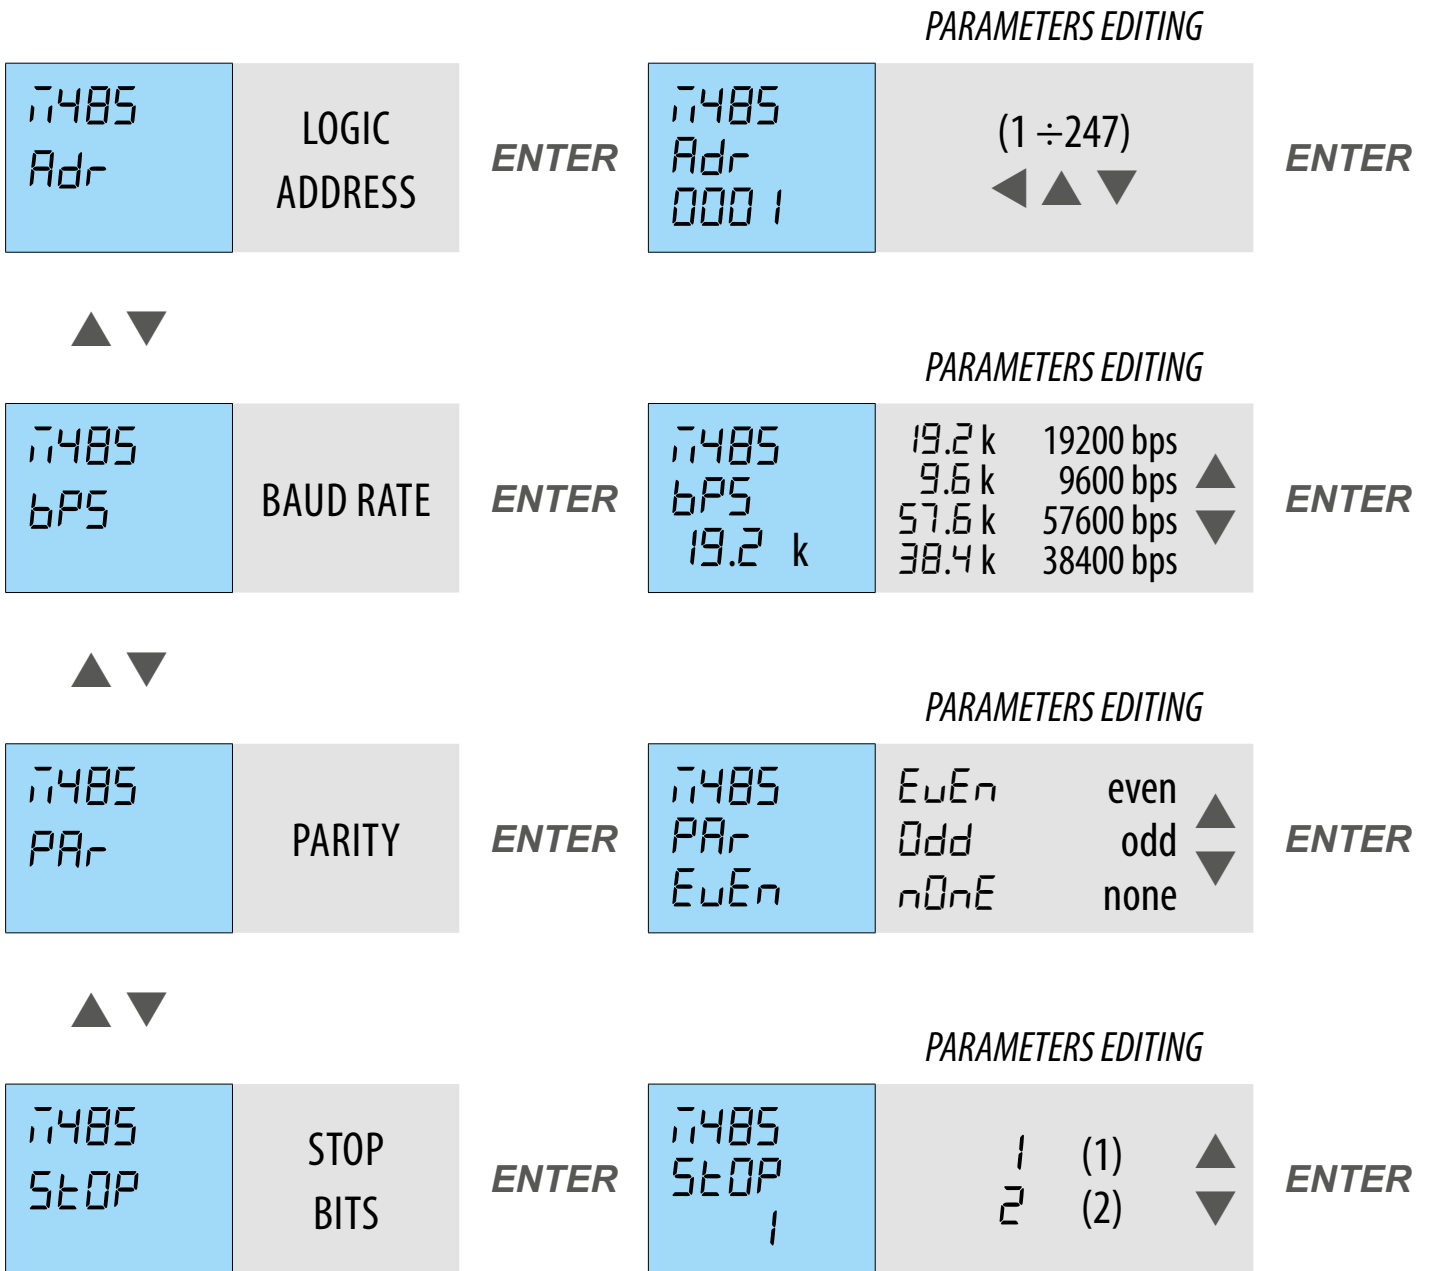 PARAMETERS EDITING
m485
Adr
LOGIC
ADDRESS
ENTER
m485
Adr
0001
(1 ÷247)
ENTER
PARAMETERS EDITING
m485
bPS
BAUD RATE
ENTER
m485
bPS
19.2 k
19.2 k 19200 bps
9.6 k 9600 bps
57.6 k 57600 bps
38.4 k 38400 bps
ENTER
PARAMETERS EDITING
m485
PAr
PARITY
ENTER
m485
PAr
EvEn
EvEn even
Odd odd
nOnE none
ENTER
PARAMETERS EDITING
m485
StOP
STOP
BITS
ENTER
m485
StOP
1
1 (1)
2 (2)
ENTER